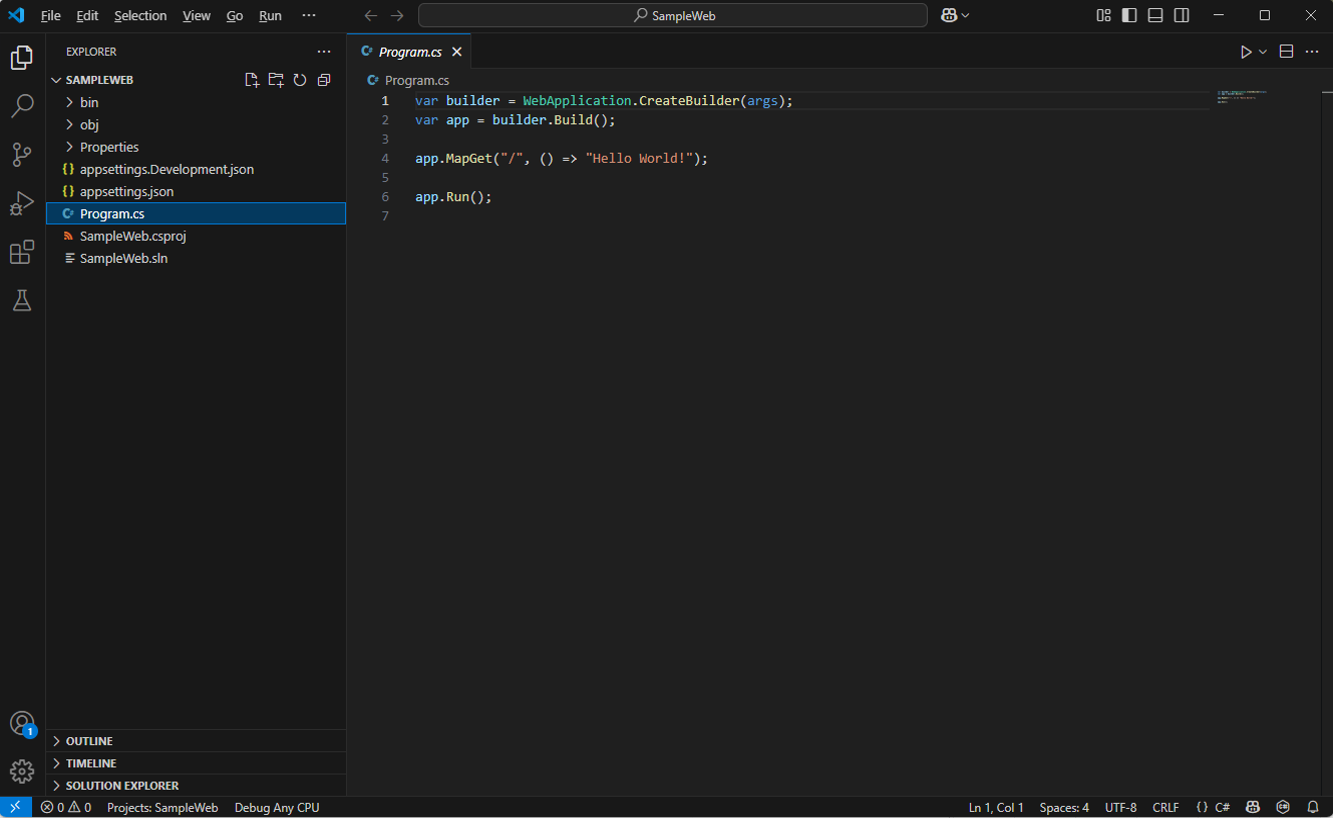 File Edit Selection View Go Run ··· SampleWeb
EXPLORER ···
SAMPLEWEB
bin
obj
Properties
{} appsettings.Development.json
{} appsettings.json
C# Program.cs
SampleWeb.csproj
SampleWeb.sln
OUTLINE
TIMELINE
SOLUTION EXPLORER
1
C# Program.cs
C# Program.cs
1 var builder = WebApplication.CreateBuilder(args);
2 var app = builder.Build();
3
4 app.MapGet("/", () => "Hello World!");
5
6 app.Run();
7
0 0 Projects: SampleWeb Debug Any CPU Ln 1, Col 1 Spaces: 4 UTF-8 CRLF {} C#